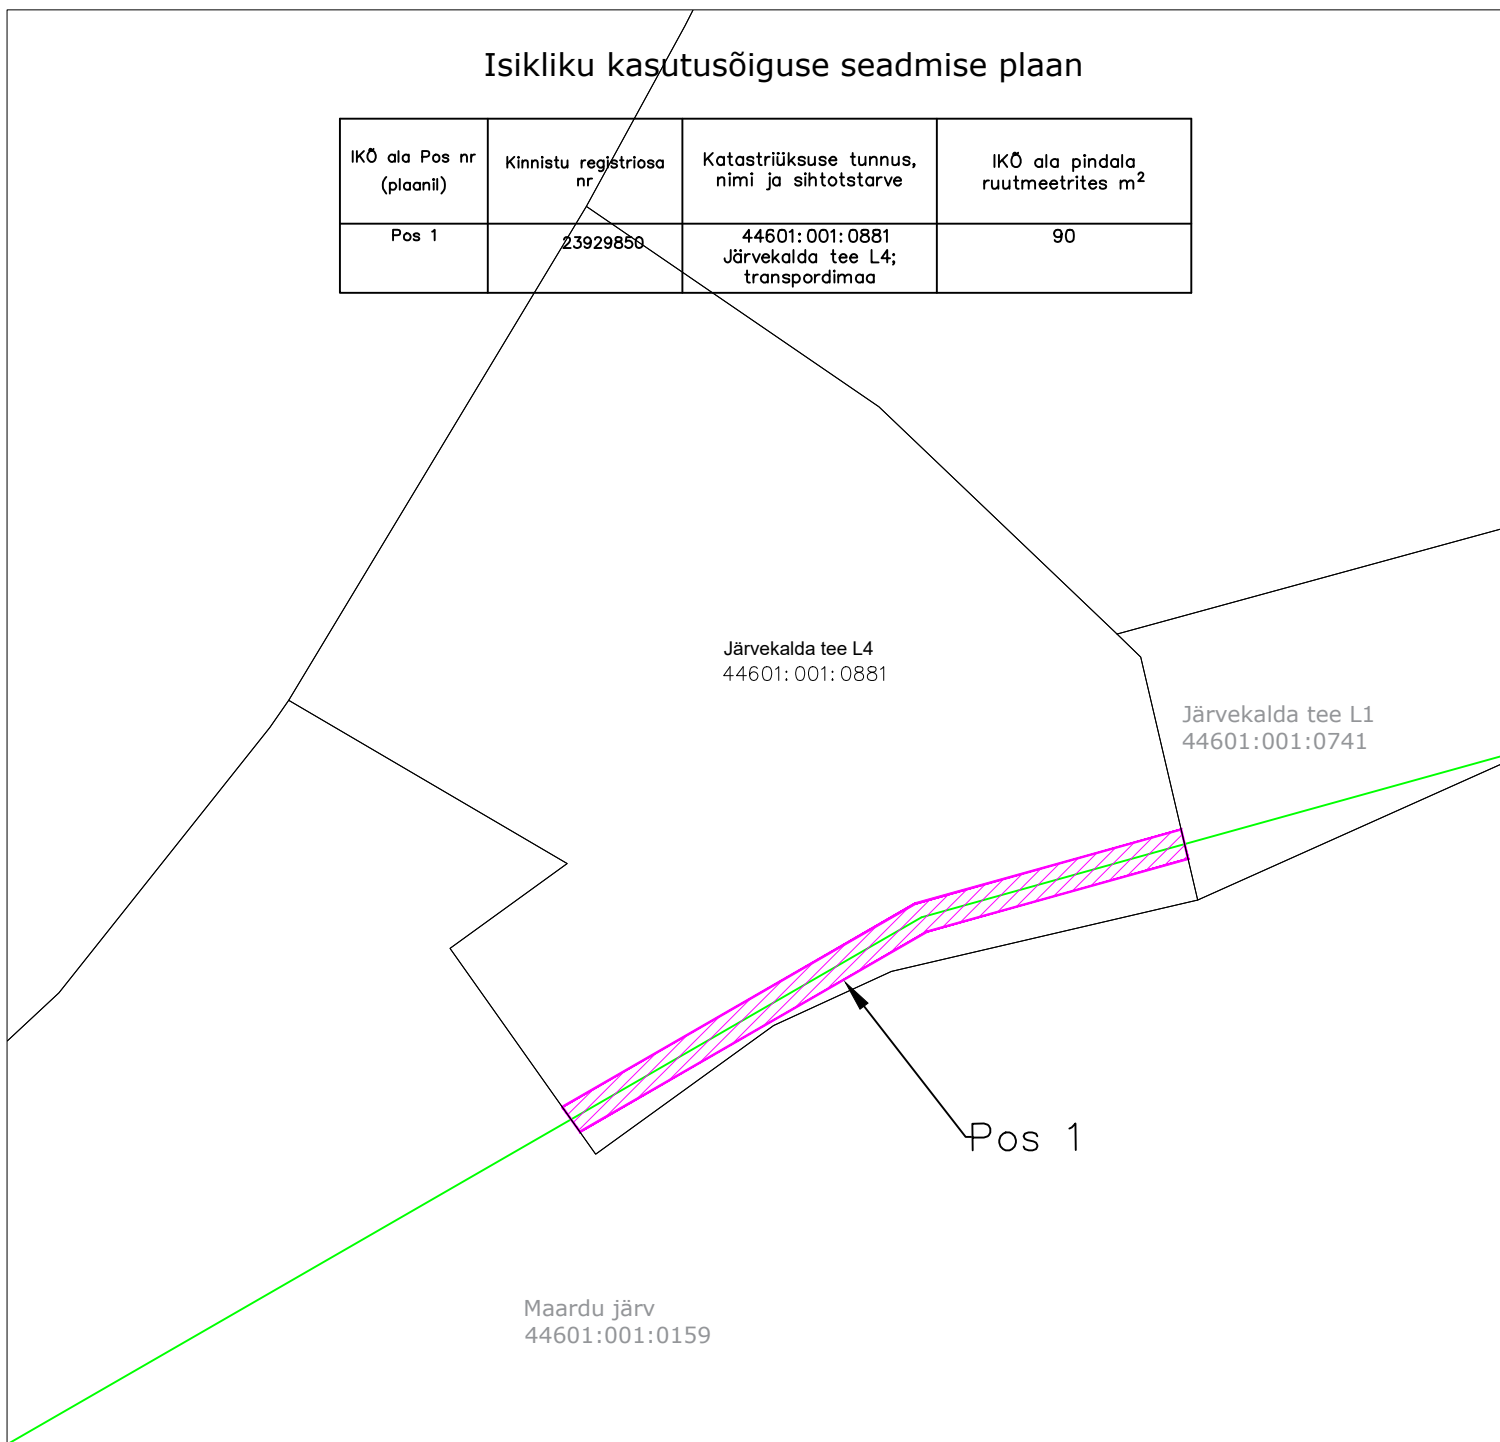 Isikliku kasutusõiguse seadmise plaan
IKÕ ala Pos nr
(plaanil)
Kinnistu registriosa
nr
Katastriüksuse tunnus,
nimi ja sihtotstarve
IKÕ ala pindala
ruutmeetrites m²
Pos 1
23929850
44601:001:0881
Järvekalda tee L4;
transpordimaa
90
Järvekalda tee L4
44601:001:0881
Järvekalda tee L1
44601:001:0741
Pos 1
Maardu järv
44601:001:0159